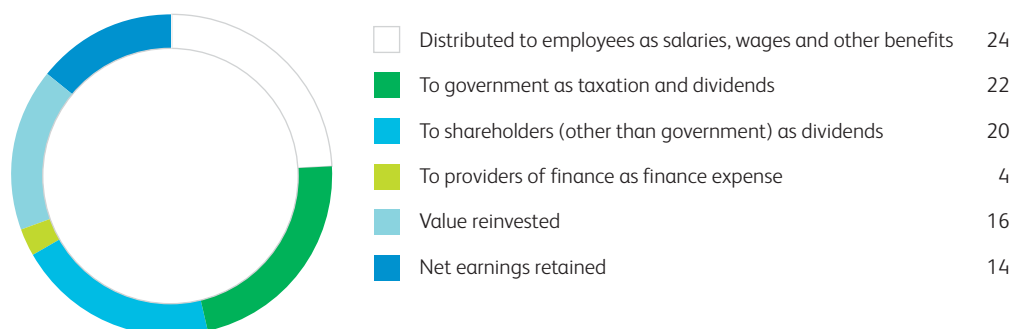 Distributed to employees as salaries, wages and other benefits 24
To government as taxation and dividends 22
To shareholders (other than government) as dividends 20
To providers of finance as finance expense 4
Value reinvested 16
Net earnings retained 14